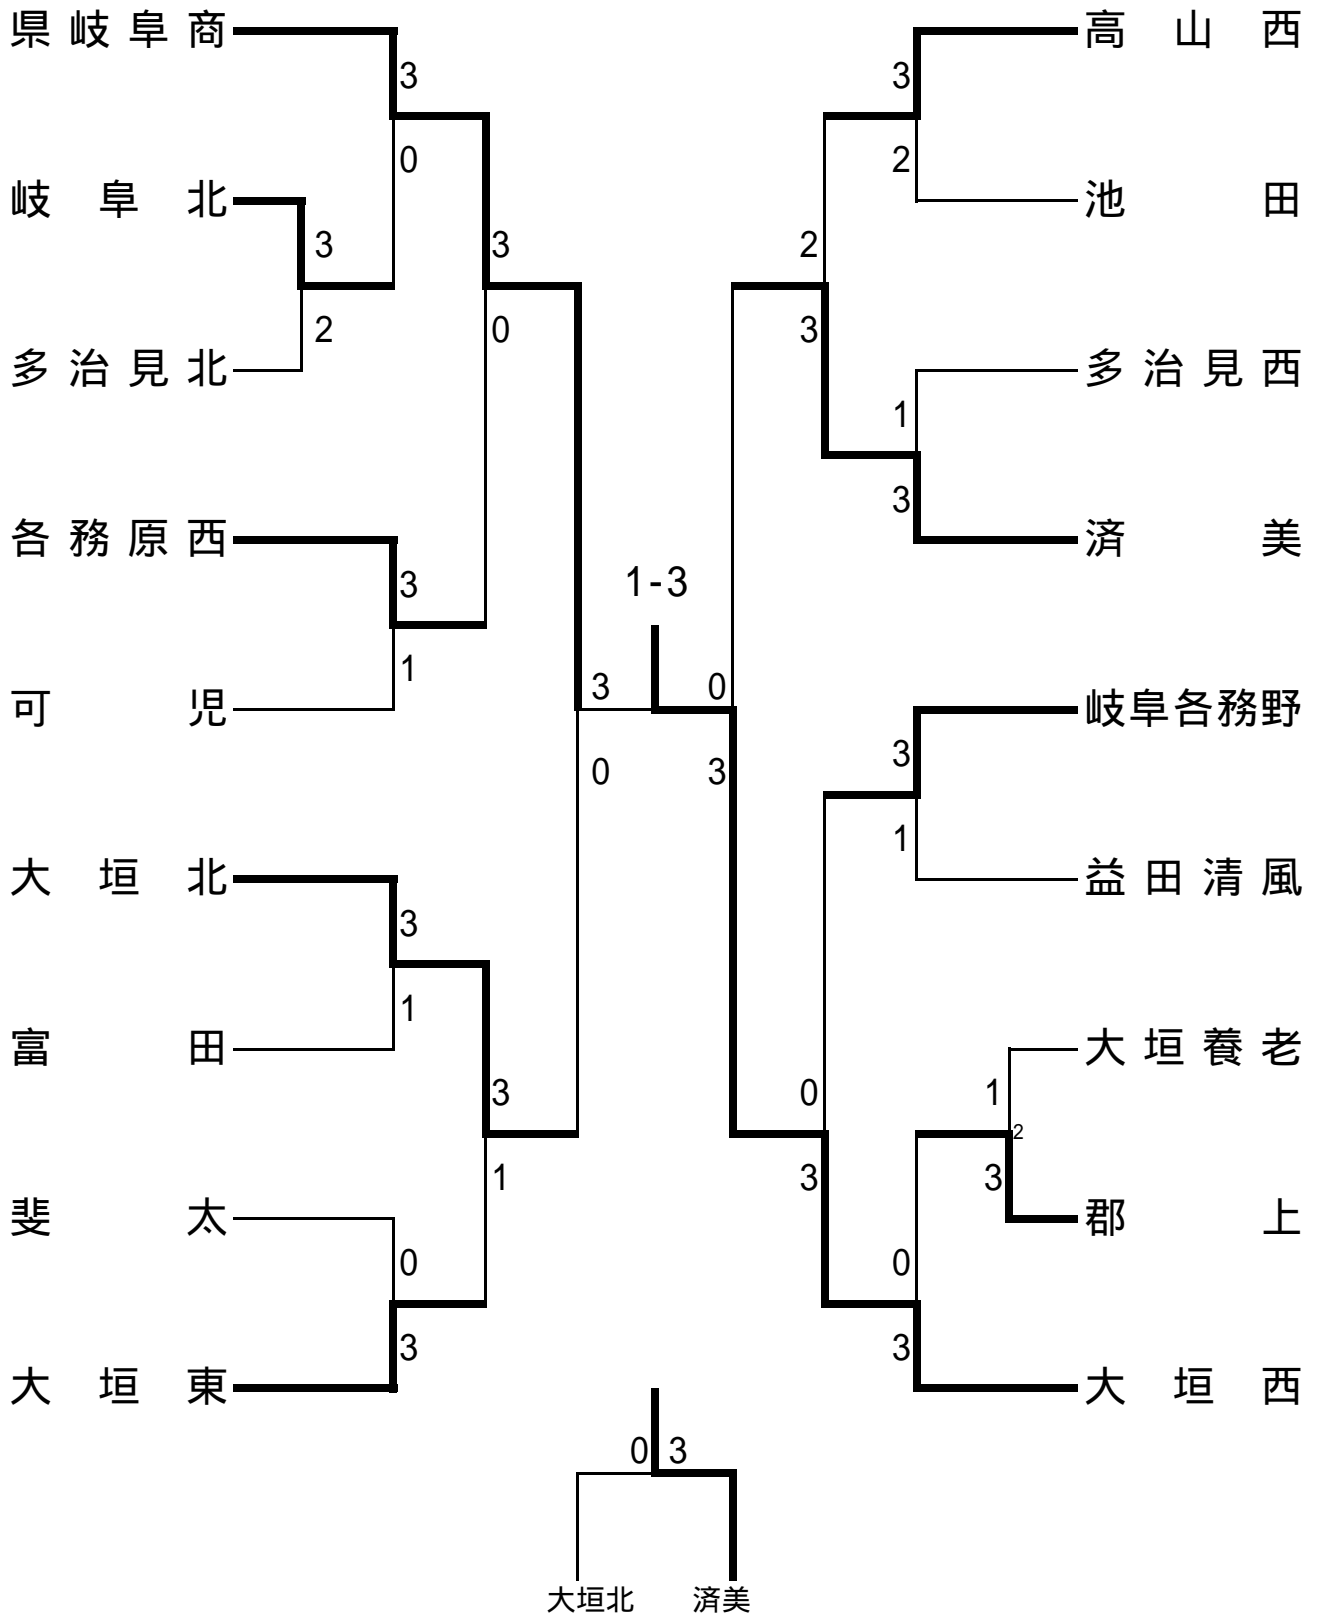 県岐阜商
高山西
3
3
0
2
岐阜北
池田
3
3
2
2
0
3
多治見北
多治見西
1
3
各務原西
済美
1-3
3
1
3
0
可児
岐阜各務野
3
0
3
1
大垣北
益田清風
3
1
富田
大垣養老
3
0
1
2
1
3
3
斐太
郡上
0
0
3
3
大垣東
大垣西
0 3
大垣北 済美